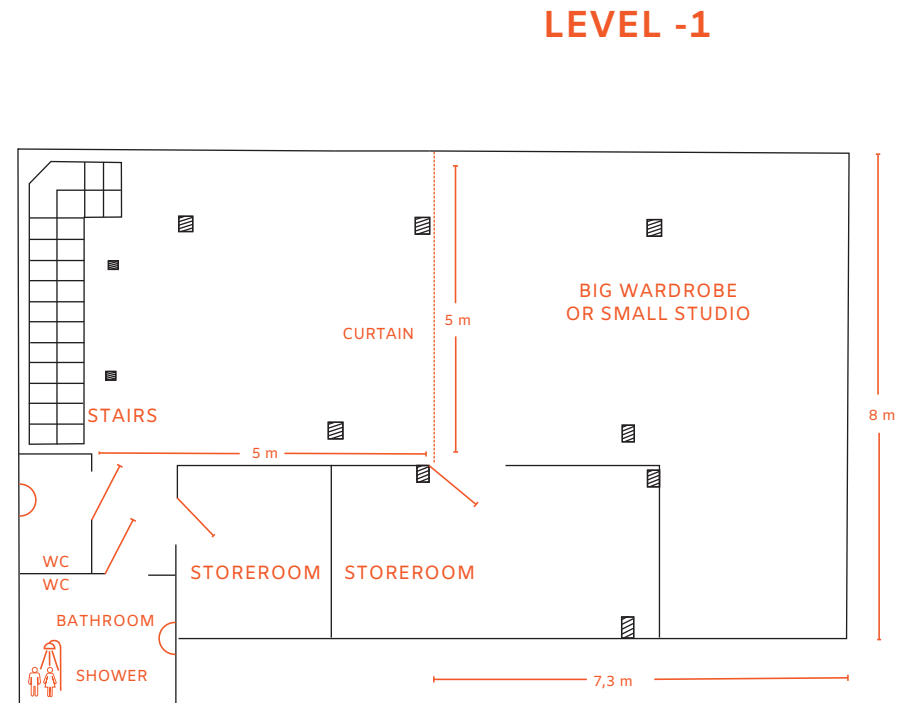 LEVEL -1
BIG WARDROBE
OR SMALL STUDIO
5 m
CURTAIN
8 m
STAIRS
5 m
WC
WC
STOREROOM
STOREROOM
BATHROOM
SHOWER
7,3 m